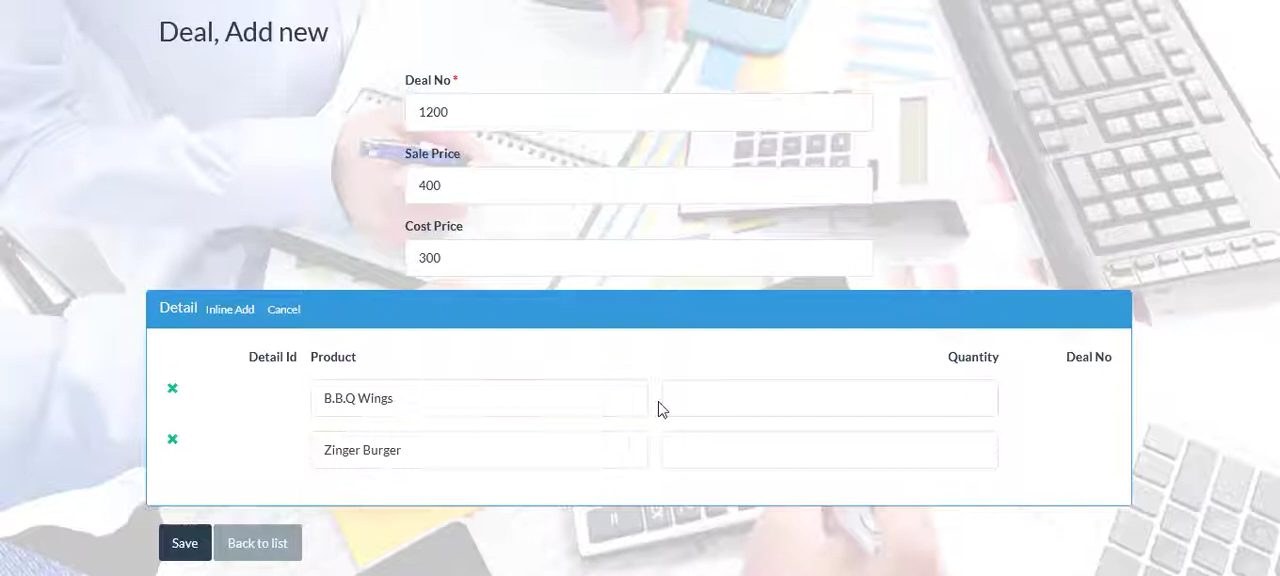 Deal, Add new
Deal No *
1200
Sale Price
400
Cost Price
300
Detail Inline Add Cancel
Detail Id Product Quantity Deal No
B.B.Q Wings
Zinger Burger
Save Back to list